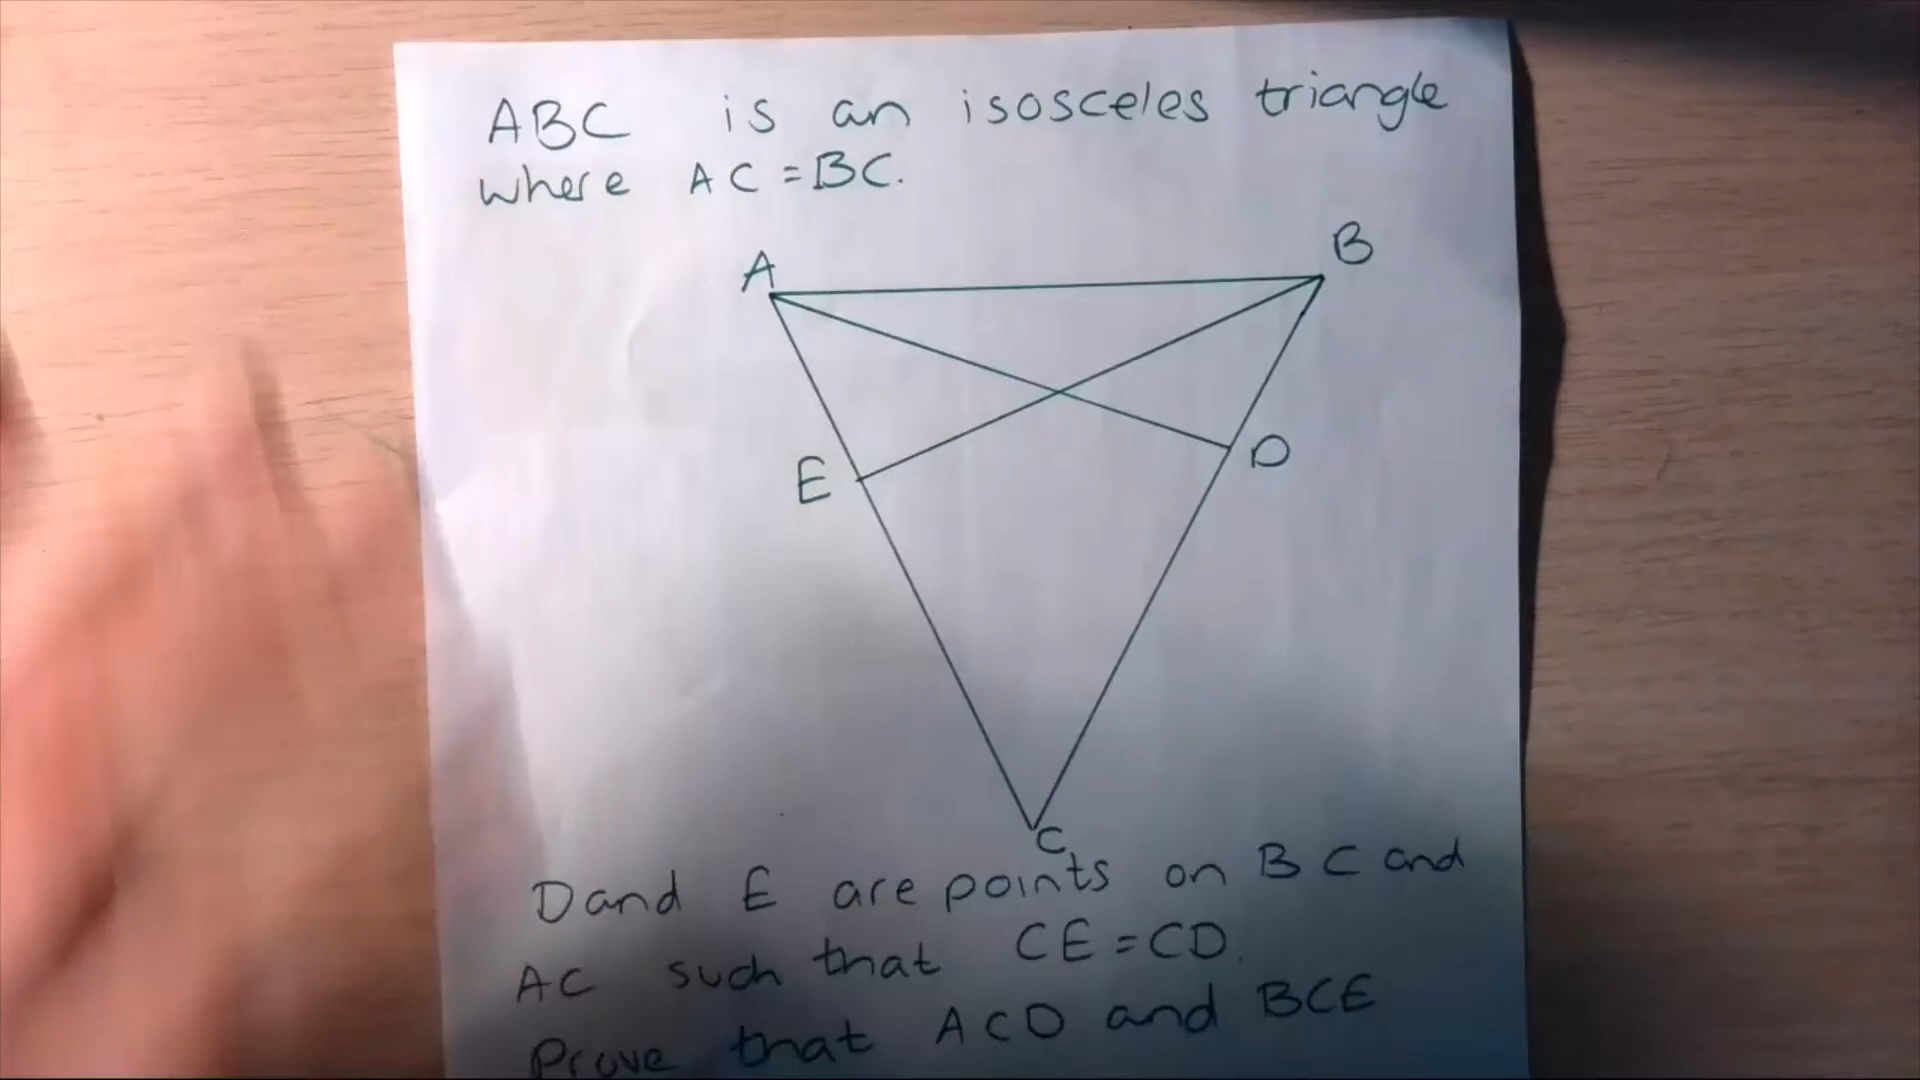 ABC is an isosceles triangle
where AC = BC.
A
B
E
D
C
D and E are points on BC and
AC such that CE = CD.
Prove that ACD and BCE